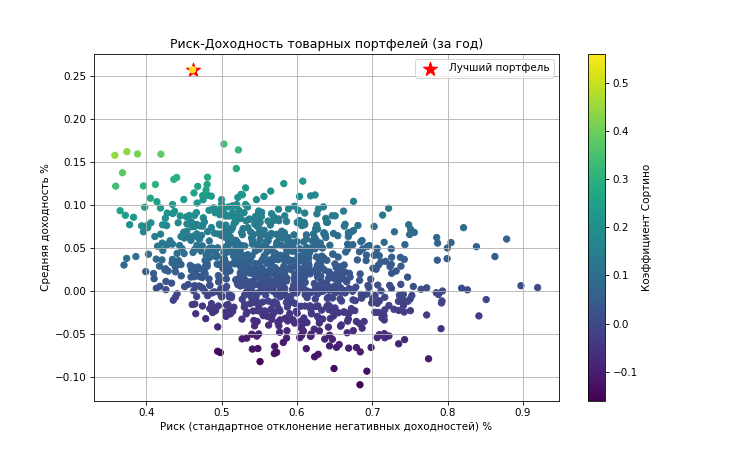 Риск-Доходность товарных портфелей (за год)
Лучший портфель
Средняя доходность %
0.25
0.20
0.15
0.10
0.05
0.00
−0.05
−0.10
0.4 0.5 0.6 0.7 0.8 0.9
Риск (стандартное отклонение негативных доходностей) %
0.5
0.4
0.3
0.2
0.1
0.0
−0.1
Коэффициент Сортино